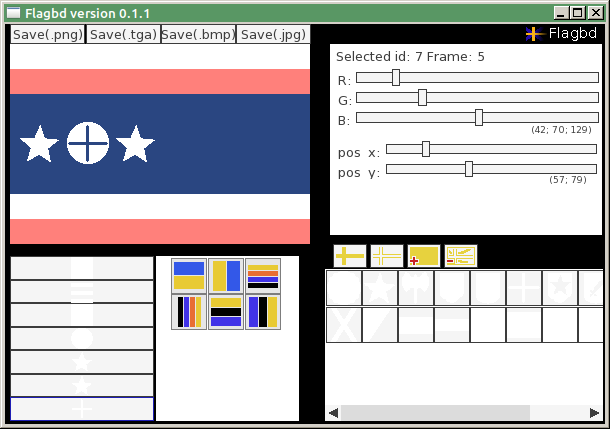 Flagbd version 0.1.1
Save(.png) Save(.tga) Save(.bmp) Save(.jpg)
Flagbd
Selected id: 7 Frame: 5
R:
G:
B:
(42; 70; 129)
pos x:
pos y:
(57; 79)